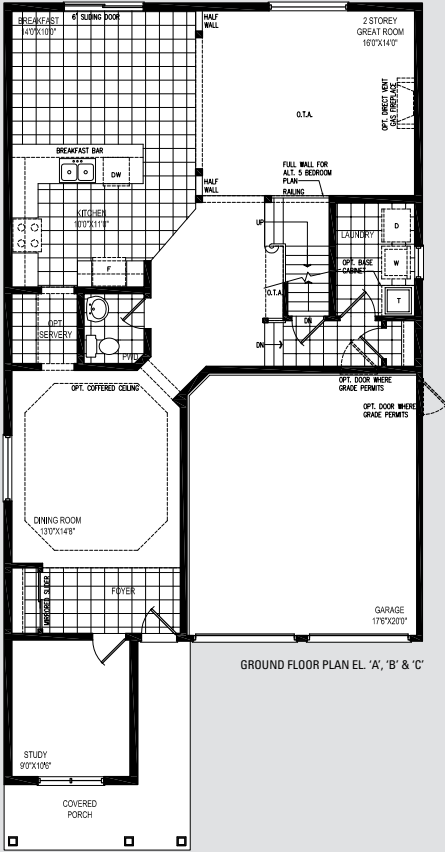 BREAKFAST
14'0"X10'0"
6' SLIDING DOOR
HALF
WALL
2 STOREY
GREAT ROOM
16'0"X14'0"
OPT. DIRECT VENT
GAS FIREPLACE
O.T.A.
BREAKFAST BAR
DW
FULL WALL FOR
ALT. 5 BEDROOM
PLAN
RAILING
HALF
WALL
KITCHEN
10'0"X11'8"
UP
LAUNDRY
D
W
F
OPT. BASE
CABINET
T
O.T.A.
OPT.
SERVERY
PWD.
DN
DN
OPT. COFFERED CEILING
OPT. DOOR WHERE
GRADE PERMITS
OPT. DOOR WHERE
GRADE PERMITS
DINING ROOM
13'0"X14'8"
MIRRORED SLIDER
FOYER
GARAGE
17'6"X20'0"
GROUND FLOOR PLAN EL. ‘A’, ‘B’ & ‘C’
STUDY
9'0"X10'6"
COVERED
PORCH